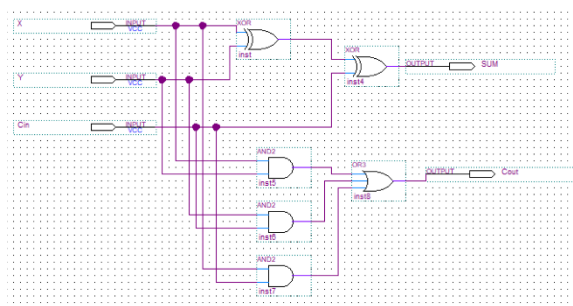 X INPUT VCC
XOR
inst
XOR
inst4
OUTPUT SUM
Y INPUT VCC
Cin INPUT VCC
AND2
inst5
OR3
inst8
OUTPUT Cout
AND2
inst6
AND2
inst7